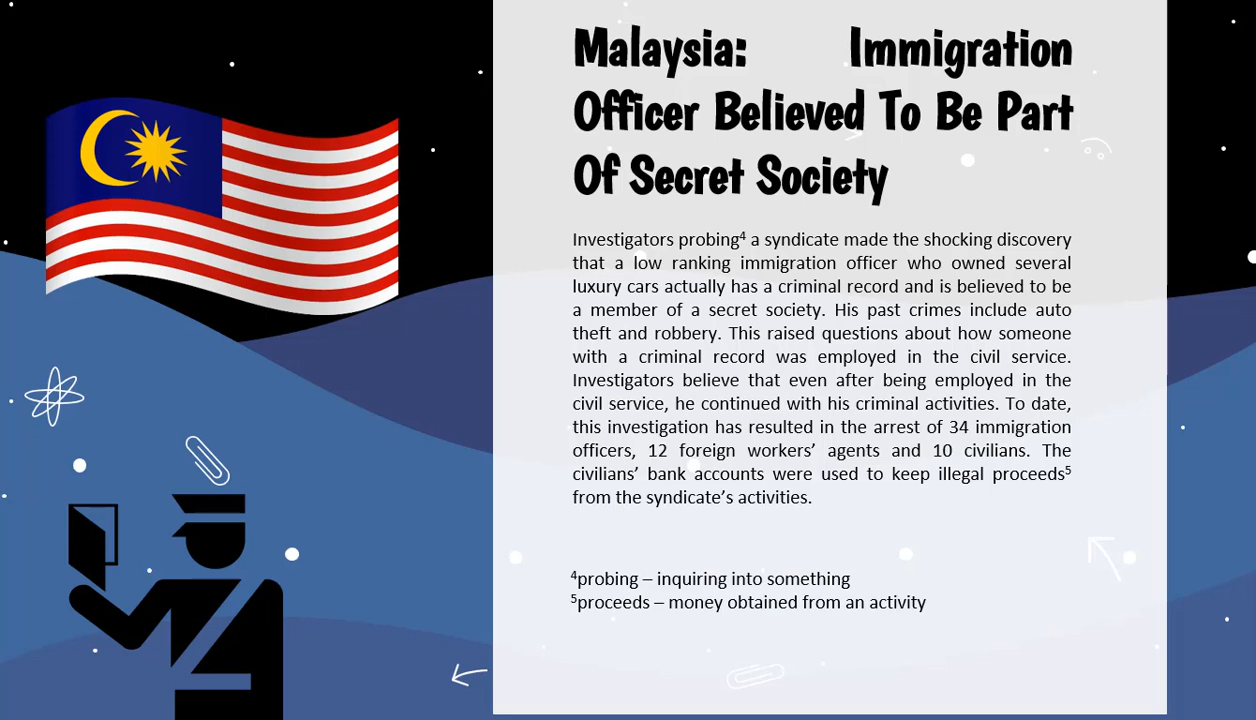 Malaysia: Immigration
Officer Believed To Be Part
Of Secret Society
Investigators probing⁴ a syndicate made the shocking discovery
that a low ranking immigration officer who owned several
luxury cars actually has a criminal record and is believed to be
a member of a secret society. His past crimes include auto
theft and robbery. This raised questions about how someone
with a criminal record was employed in the civil service.
Investigators believe that even after being employed in the
civil service, he continued with his criminal activities. To date,
this investigation has resulted in the arrest of 34 immigration
officers, 12 foreign workers’ agents and 10 civilians. The
civilians’ bank accounts were used to keep illegal proceeds⁵
from the syndicate’s activities.
⁴probing – inquiring into something
⁵proceeds – money obtained from an activity